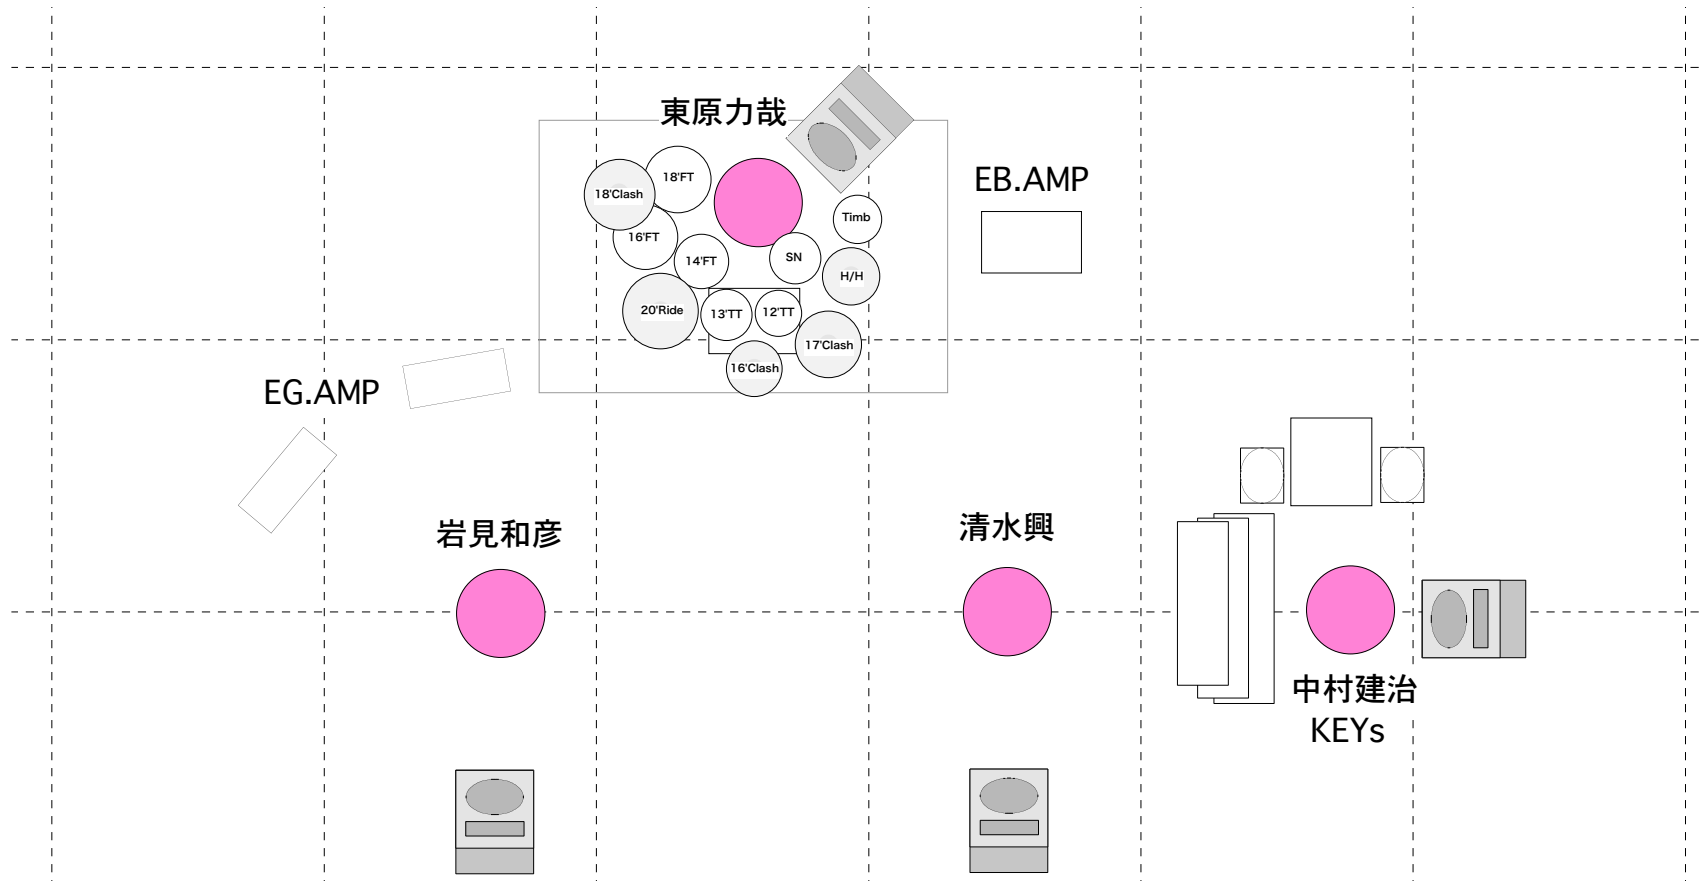 東原力哉
EB.AMP
18'FT
18'Clash
Timb
16'FT
SN
14'FT
H/H
20'Ride
13'TT
12'TT
17'Clash
16'Clash
EG.AMP
岩見和彦
清水興
中村建治
KEYs